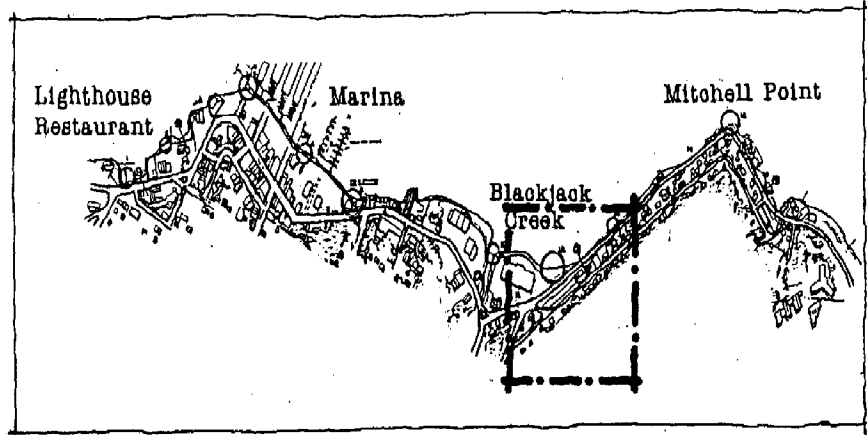 Lighthouse
Restaurant
Marina
Mitchell Point
Blackjack
Creek